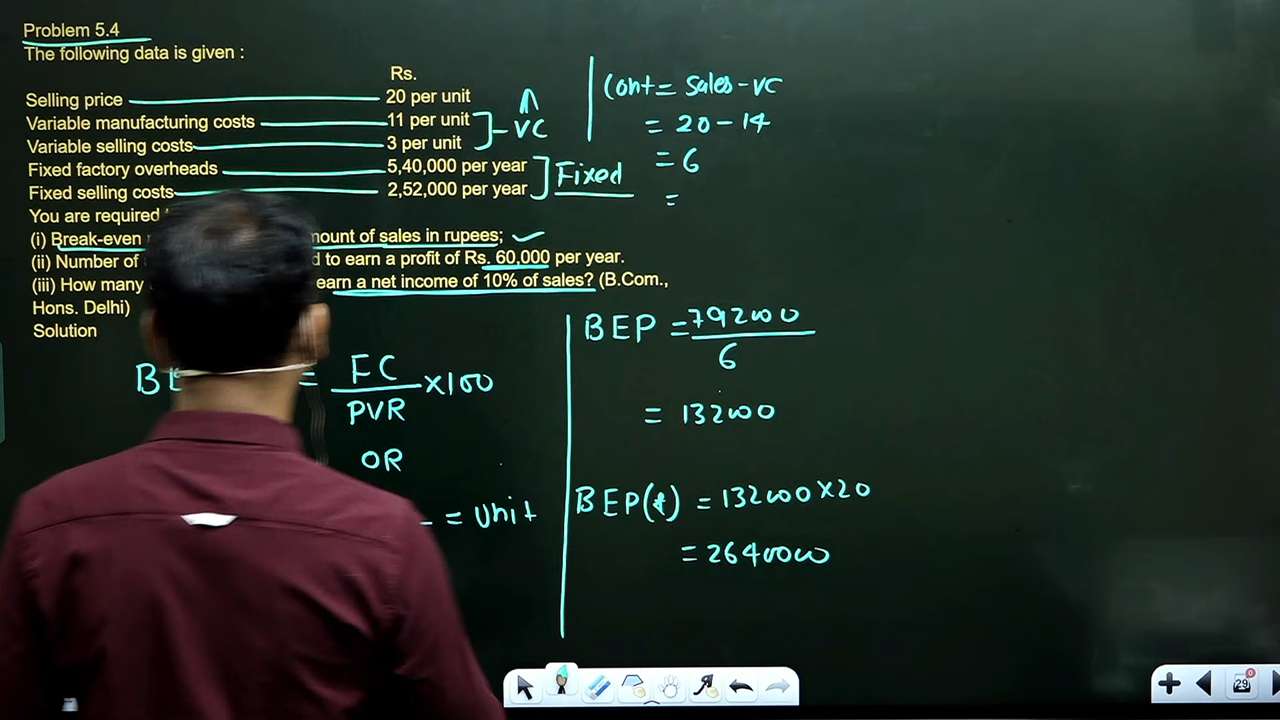 Problem 5.4
The following data is given :
Rs.
Selling price 20 per unit
Variable manufacturing costs 11 per unit
Variable selling costs 3 per unit
VC
Fixed factory overheads 5,40,000 per year
Fixed selling costs 2,52,000 per year
Fixed
You are required
(i) Break-even mount of sales in rupees;
(ii) Number of d to earn a profit of Rs. 60,000 per year.
(iii) How many earn a net income of 10% of sales? (B.Com.,
Hons. Delhi)
Solution
Cont = Sales - VC
= 20 - 14
= 6
=
= FC / PVR ×100
OR
= Unit
BEP = 792000 / 6
= 132000
BEP(₹) = 132000 × 20
= 2640000
29